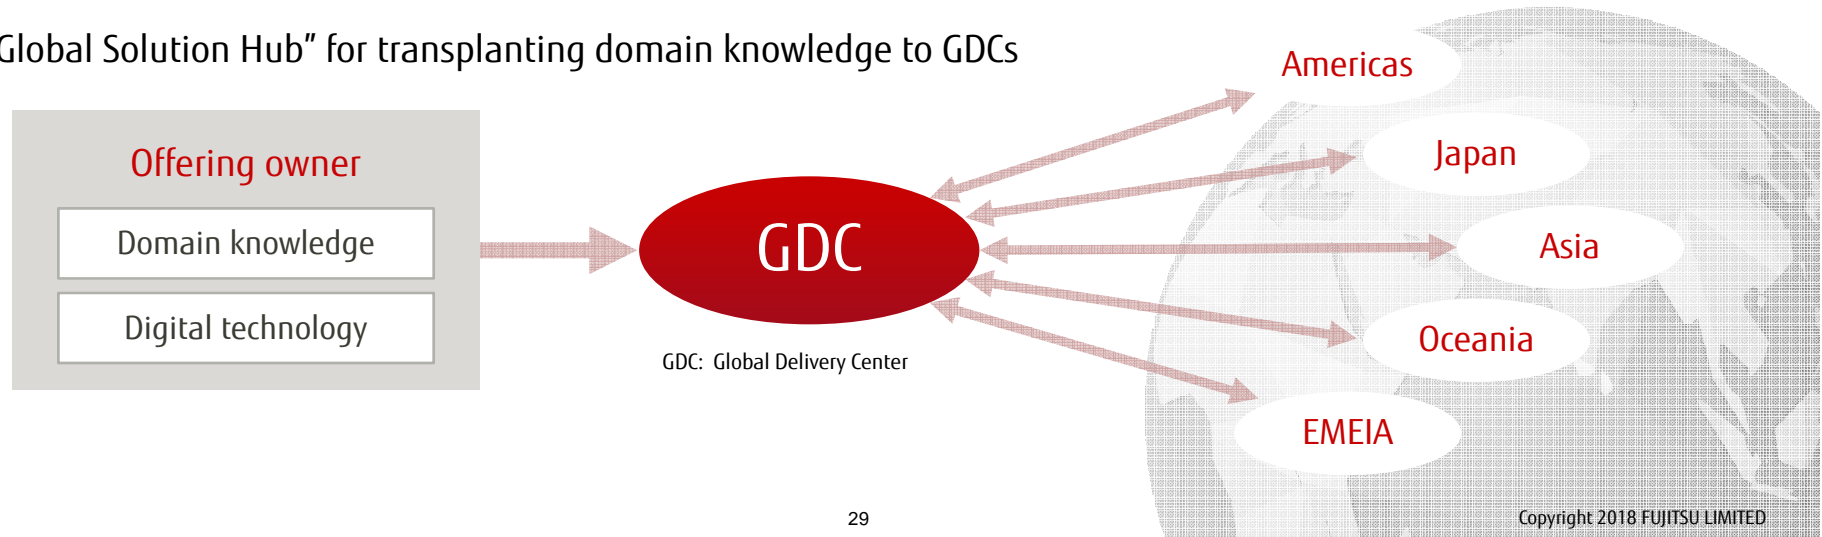 Global Solution Hub” for transplanting domain knowledge to GDCs
Offering owner
Domain knowledge
Digital technology
GDC
GDC: Global Delivery Center
Americas
Japan
Asia
Oceania
EMEIA
29
Copyright 2018 FUJITSU LIMITED